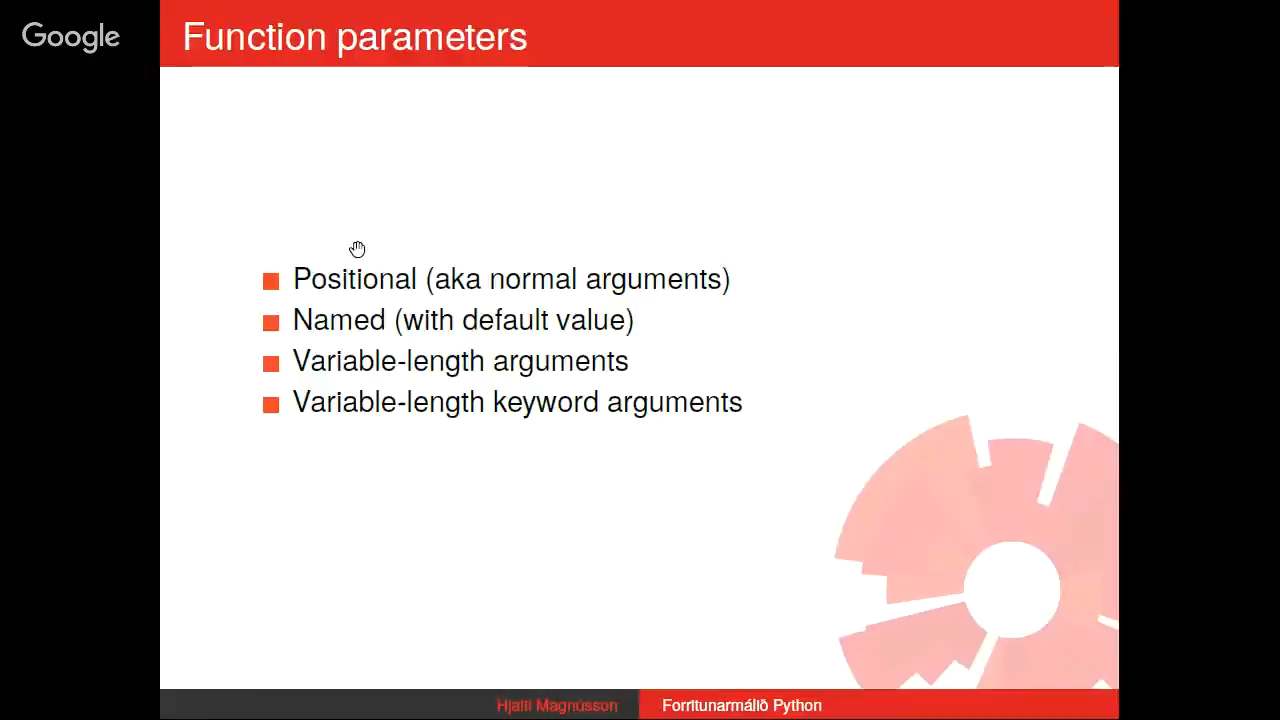 Google
Function parameters
Positional (aka normal arguments)
Named (with default value)
Variable-length arguments
Variable-length keyword arguments
Hjalti Magnússon
Forritunarmálið Python